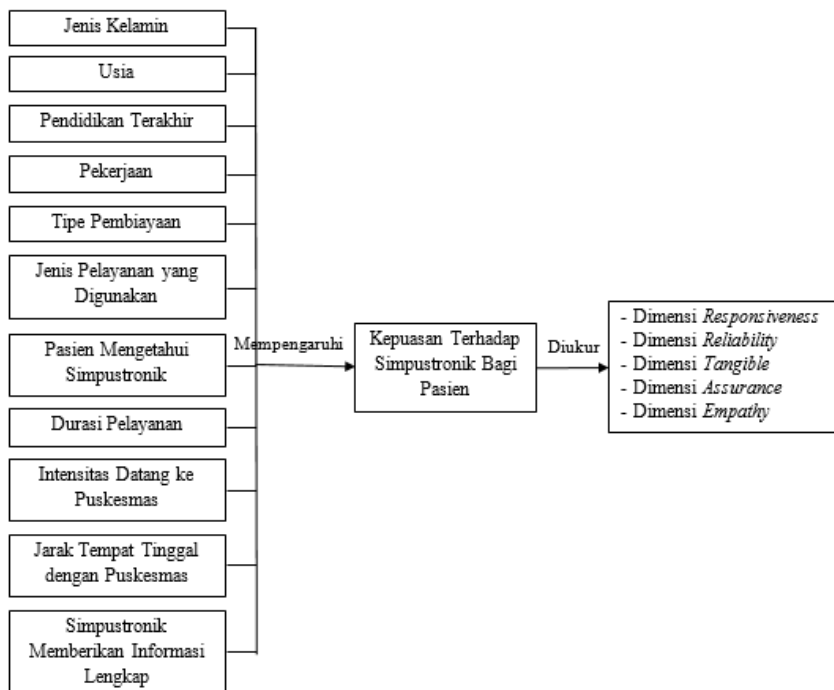 Jenis Kelamin
Usia
Pendidikan Terakhir
Pekerjaan
Tipe Pembiayaan
Jenis Pelayanan yang
Digunakan
Pasien Mengetahui
Simpustronik
Durasi Pelayanan
Intensitas Datang ke
Puskesmas
Jarak Tempat Tinggal
dengan Puskesmas
Simpustronik
Memberikan Informasi
Lengkap
Mempengaruhi
Kepuasan Terhadap
Simpustronik Bagi
Pasien
Diukur
- Dimensi Responsiveness
- Dimensi Reliability
- Dimensi Tangible
- Dimensi Assurance
- Dimensi Empathy